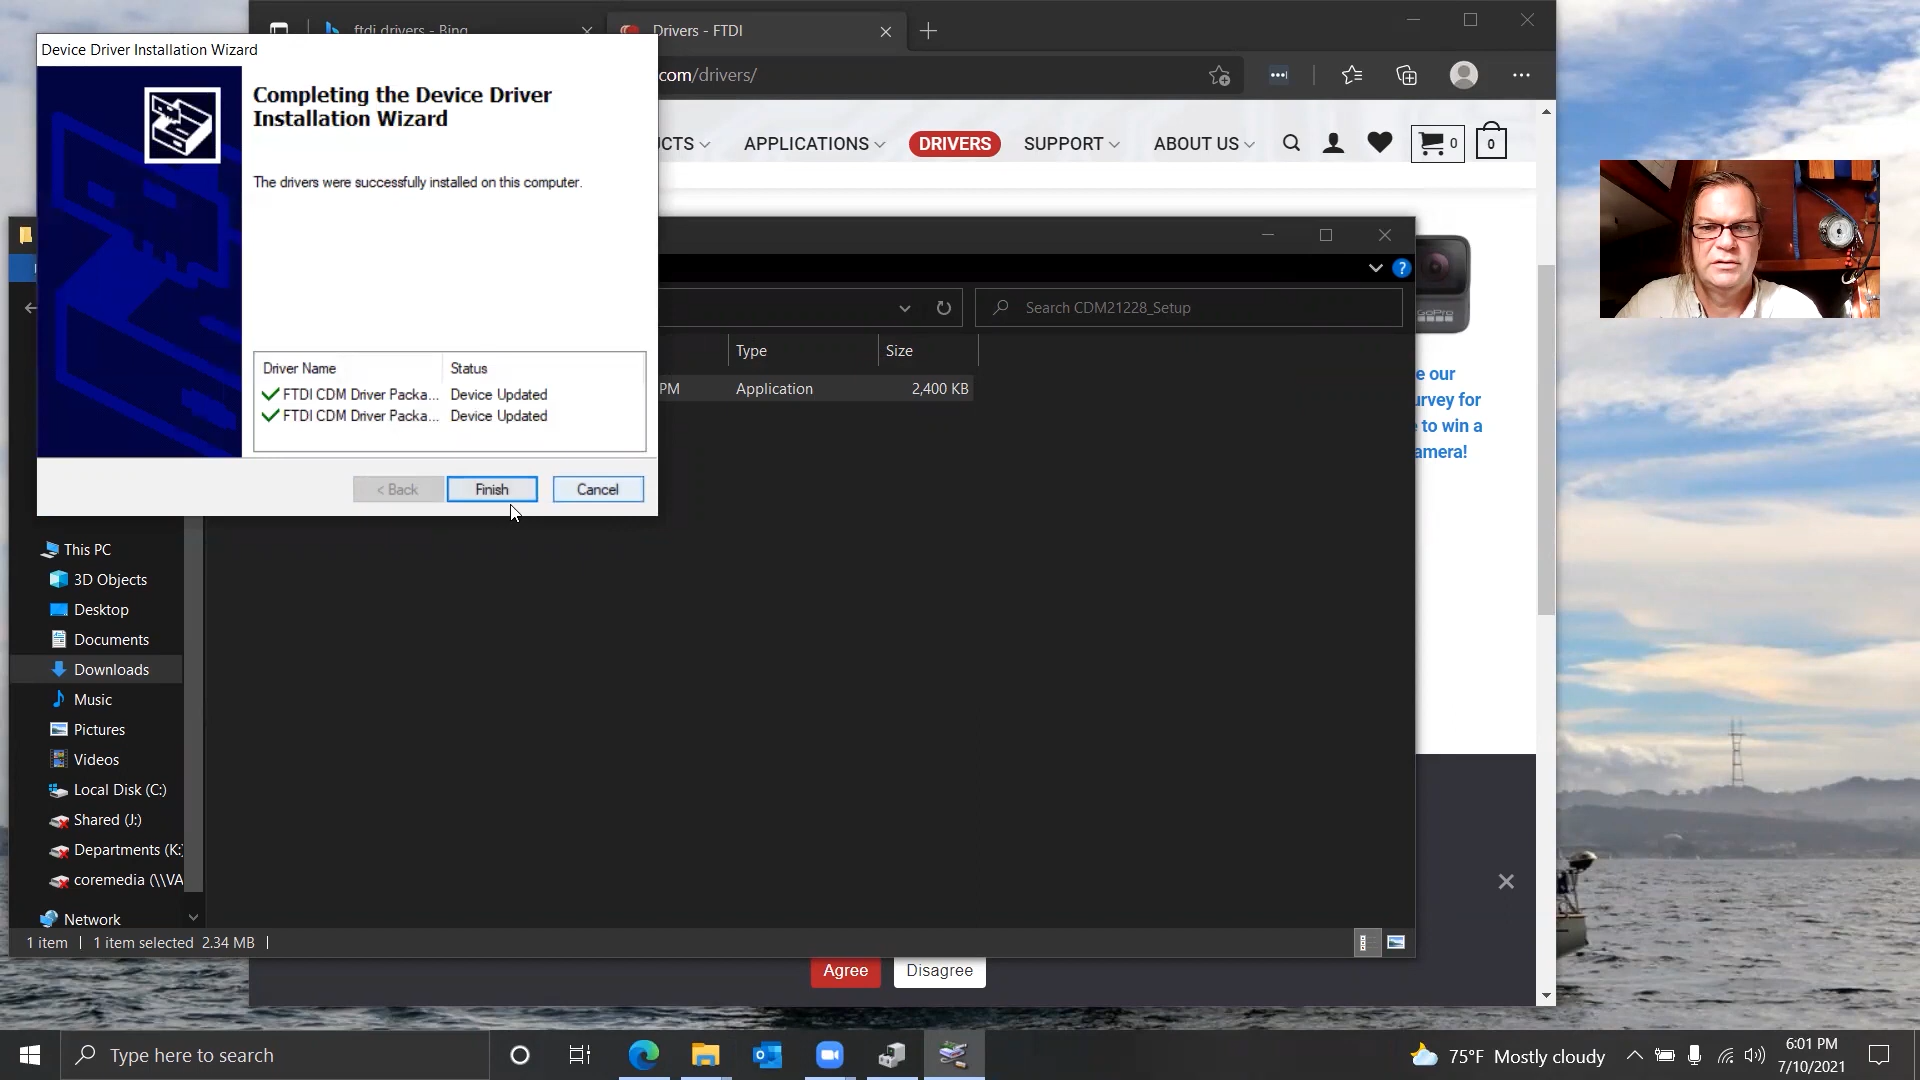 ftdi drivers - Bing
Drivers - FTDI
Device Driver Installation Wizard
com/drivers/
Completing the Device Driver
Installation Wizard
UCTS
APPLICATIONS
DRIVERS
SUPPORT
ABOUT US
0
0
The drivers were successfully installed on this computer.
?
Search CDM21228_Setup
GoPro
Type
Size
Driver Name
Status
FTDI CDM Driver Packa...
Device Updated
FTDI CDM Driver Packa...
Device Updated
PM
Application
2,400 KB
e our
urvey for
e to win a
amera!
< Back
Finish
Cancel
This PC
3D Objects
Desktop
Documents
Downloads
Music
Pictures
Videos
Local Disk (C:)
Shared (J:)
Departments (K:
coremedia (\\VA
Network
1 item
1 item selected 2.34 MB
Agree
Disagree
Type here to search
75°F Mostly cloudy
6:01 PM
7/10/2021